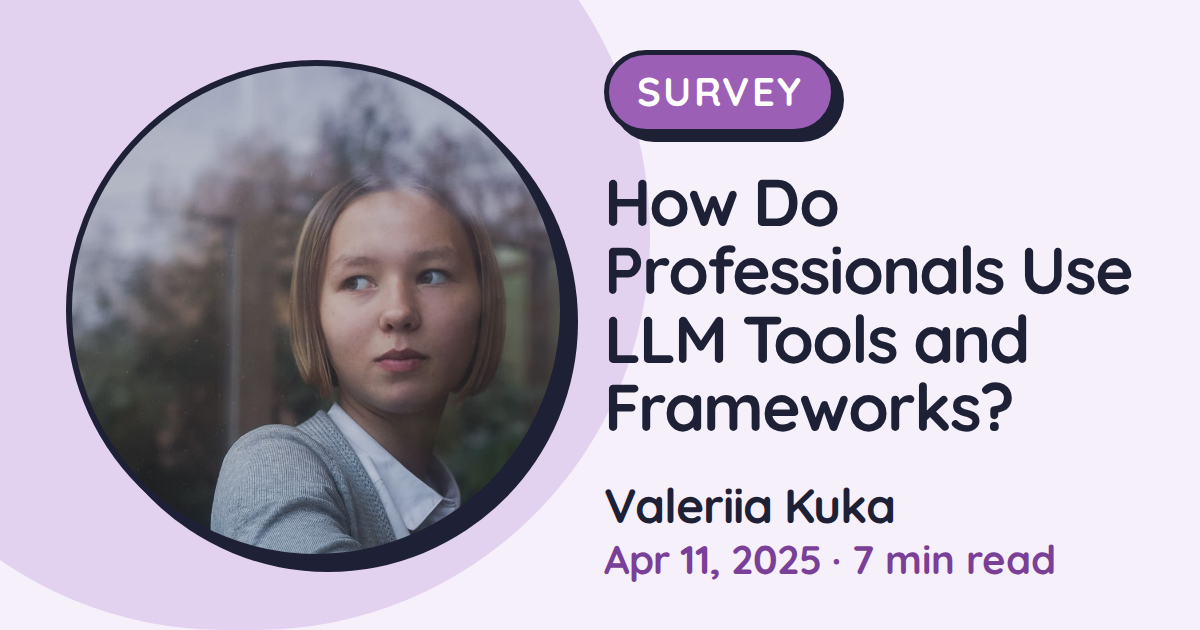 SURVEY
How Do
Professionals Use
LLM Tools and
Frameworks?
Valeriia Kuka
Apr 11, 2025 · 7 min read